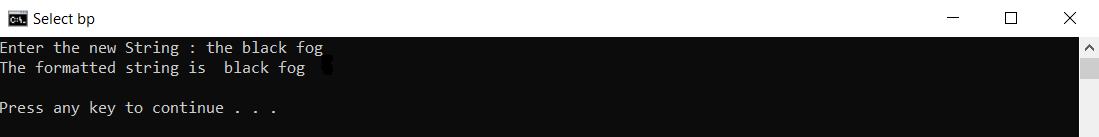 Select bp
Enter the new String : the black fog
The formatted string is  black fog
Press any key to continue . . .